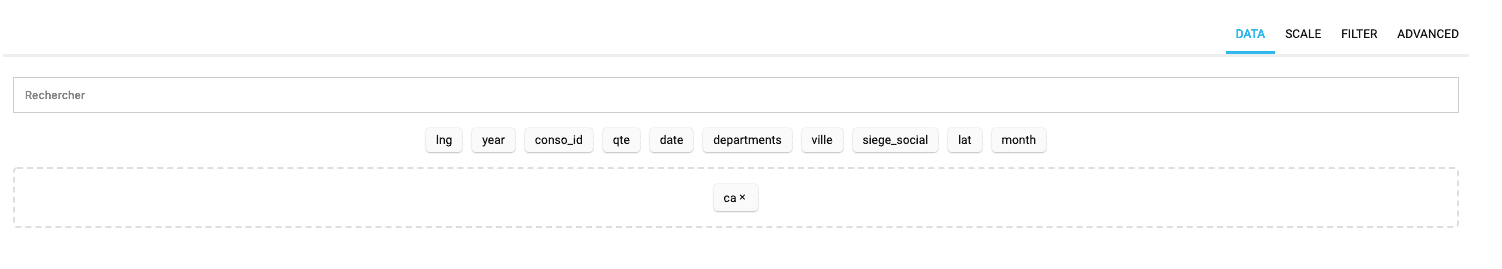 DATA SCALE FILTER ADVANCED
Rechercher
lng year conso_id qte date departments ville siege_social lat month
ca ×